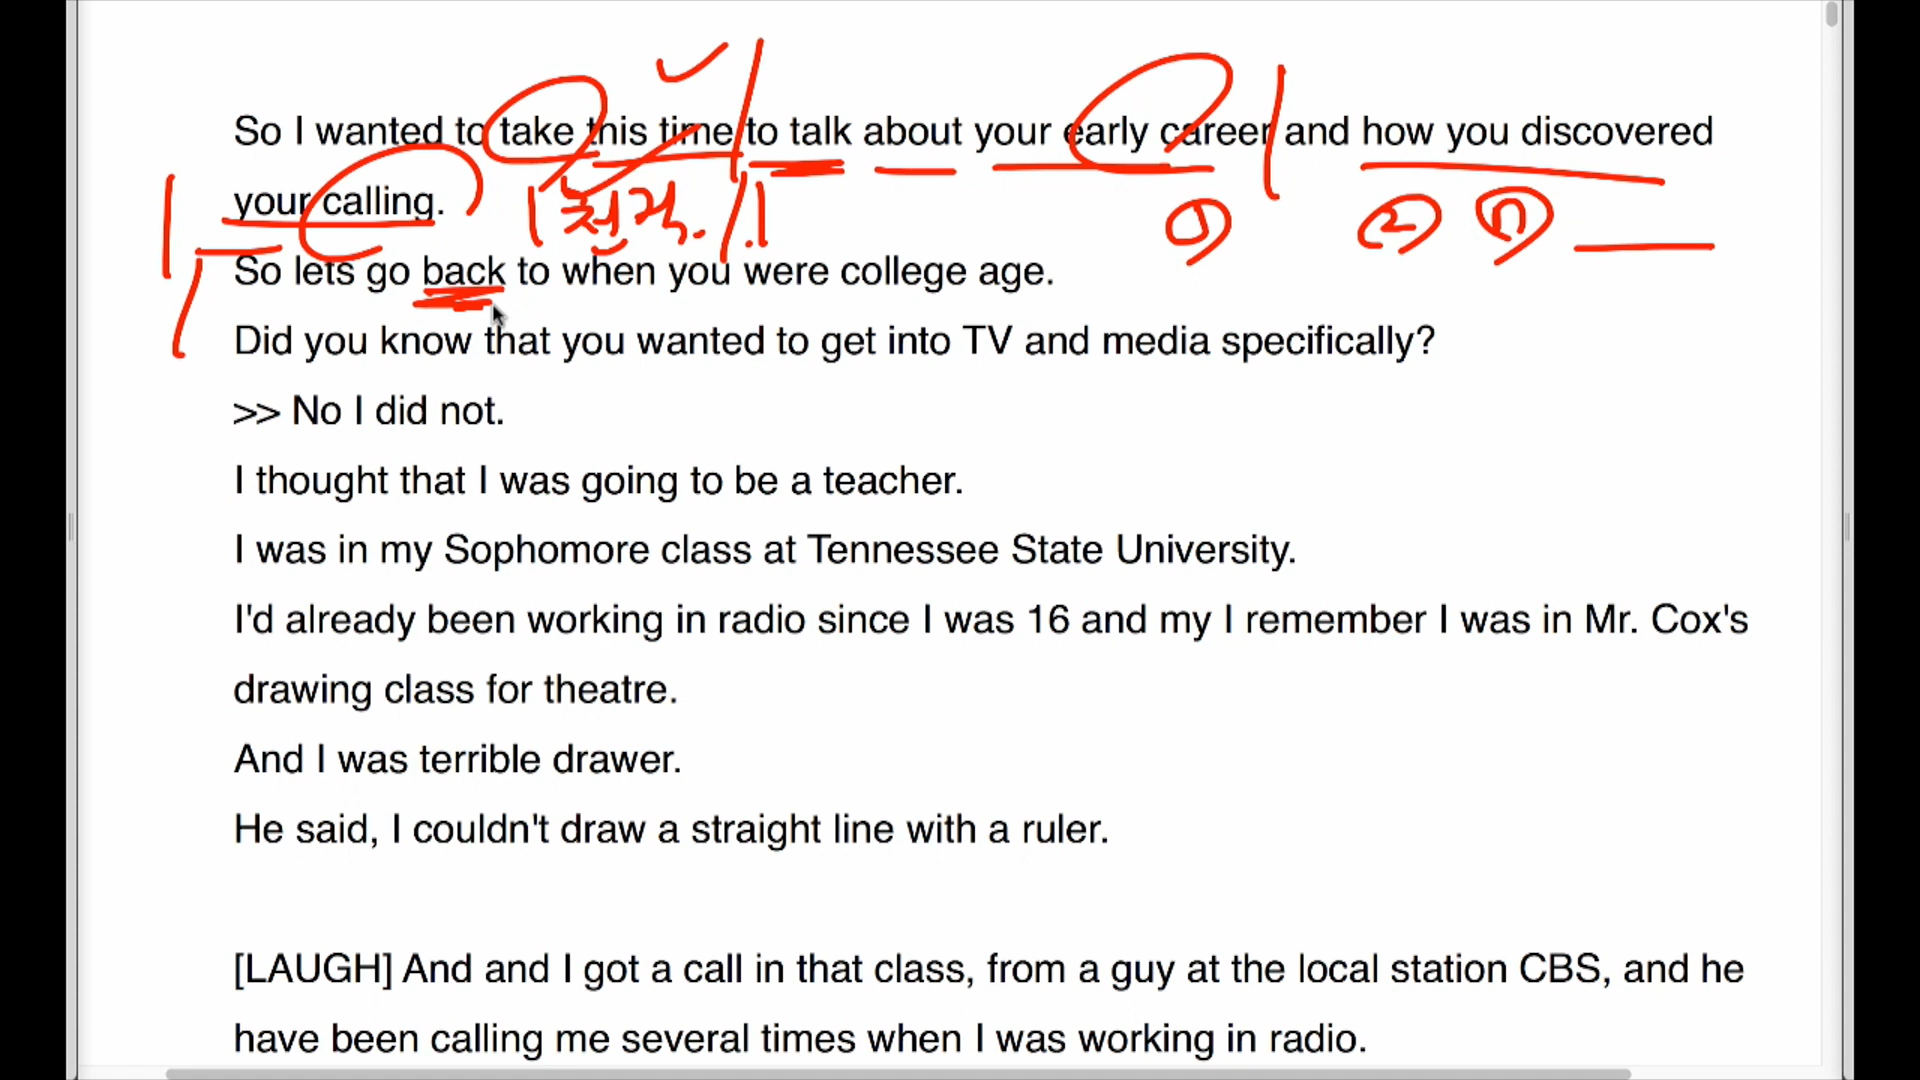 So I wanted to take this time to talk about your early career and how you discovered
your calling.
① ② ⑪
So lets go back to when you were college age.
Did you know that you wanted to get into TV and media specifically?
>> No I did not.
I thought that I was going to be a teacher.
I was in my Sophomore class at Tennessee State University.
I'd already been working in radio since I was 16 and my I remember I was in Mr. Cox's
drawing class for theatre.
And I was terrible drawer.
He said, I couldn't draw a straight line with a ruler.
[LAUGH] And and I got a call in that class, from a guy at the local station CBS, and he
have been calling me several times when I was working in radio.